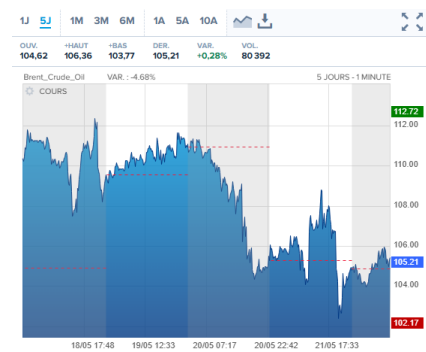 1J 5J 1M 3M 6M 1A 5A 10A
OUV. +HAUT +BAS DER. VAR. VOL.
104,62 106,36 103,77 105,21 +0,28% 80 392
Brent_Crude_Oil VAR. : -4.68% 5 JOURS - 1 MINUTE
COURS
112.72
112.00
110.00
108.00
106.00
105.21
104.00
102.17
18/05 17:48 19/05 12:33 20/05 07:17 20/05 22:42 21/05 17:33